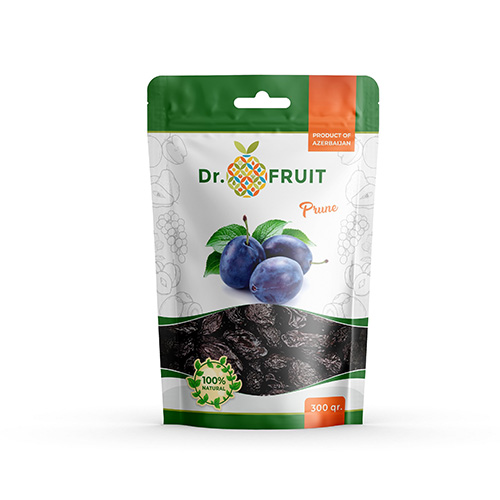 PRODUCT OF
AZERBAIJAN
Dr. FRUIT
Prune
100%
NATURAL
300 gr.